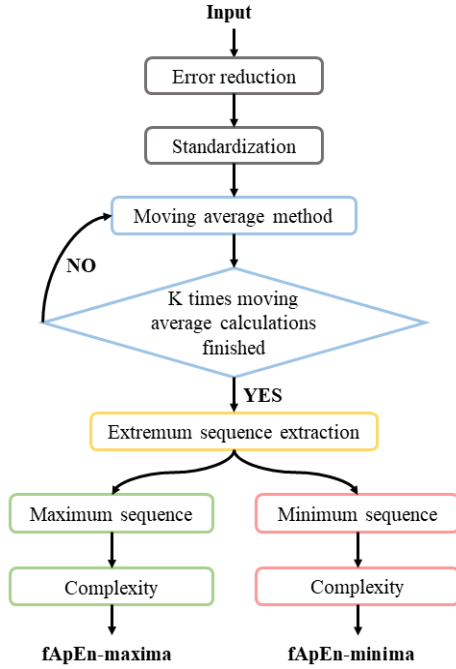 Input
Error reduction
Standardization
Moving average method
NO
K times moving
average calculations
finished
YES
Extremum sequence extraction
Maximum sequence
Minimum sequence
Complexity
Complexity
fApEn-maxima
fApEn-minima